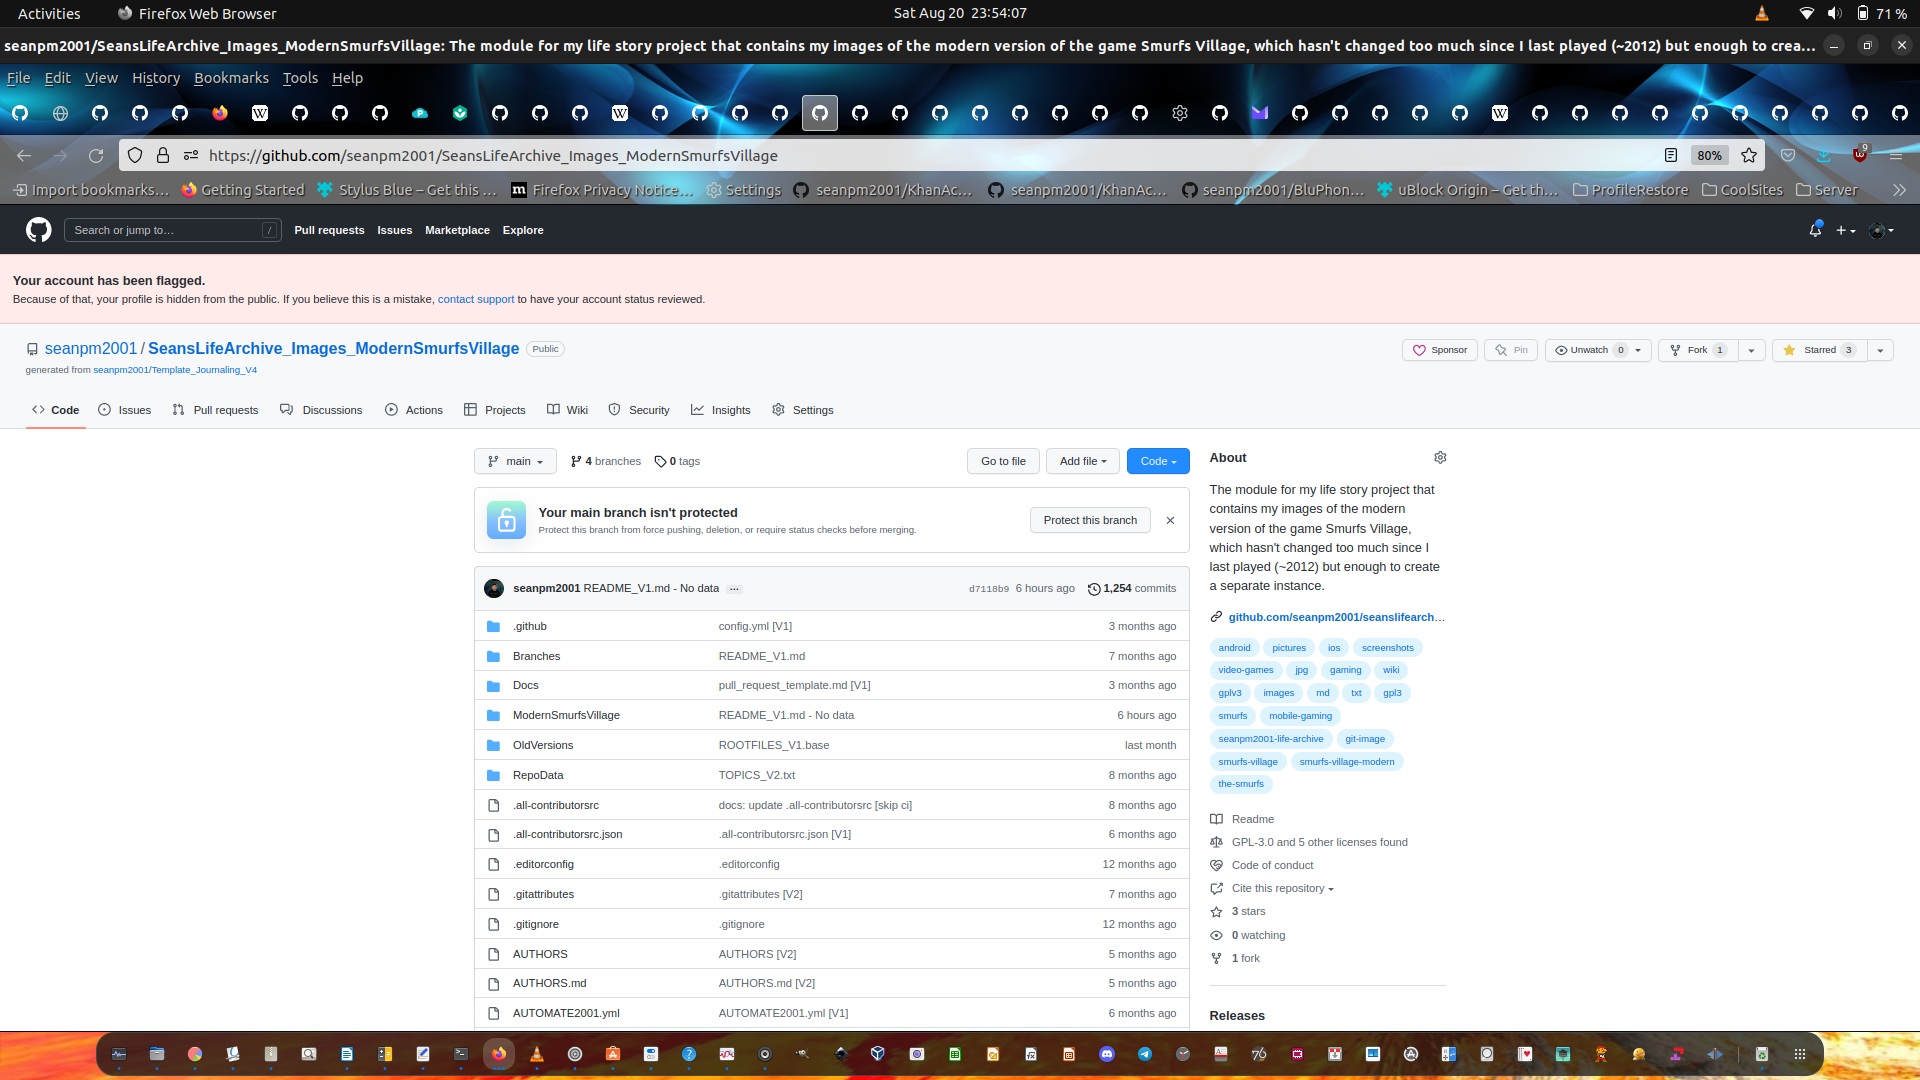 Activities Firefox Web Browser Sat Aug 20 23:54:07 71 %
seanpm2001/SeansLifeArchive_Images_ModernSmurfsVillage: The module for my life story project that contains my images of the modern version of the game Smurfs Village, which hasn't changed too much since I last played (~2012) but enough to crea…
File Edit View History Bookmarks Tools Help
https://github.com/seanpm2001/SeansLifeArchive_Images_ModernSmurfsVillage 80% 9
Import bookmarks… Getting Started Stylus Blue – Get this … Firefox Privacy Notice… Settings seanpm2001/KhanAc… seanpm2001/KhanAc… seanpm2001/BluPhon… uBlock Origin – Get th… ProfileRestore CoolSites Server
Search or jump to… / Pull requests Issues Marketplace Explore
Your account has been flagged.
Because of that, your profile is hidden from the public. If you believe this is a mistake, contact support to have your account status reviewed.
seanpm2001 / SeansLifeArchive_Images_ModernSmurfsVillage Public
Sponsor Pin Unwatch 0 Fork 1 Starred 3
generated from seanpm2001/Template_Journaling_V4
Code Issues Pull requests Discussions Actions Projects Wiki Security Insights Settings
main 4 branches 0 tags Go to file Add file Code
Your main branch isn't protected
Protect this branch from force pushing, deletion, or require status checks before merging.
Protect this branch
seanpm2001 README_V1.md - No data … d7118b9 6 hours ago 1,254 commits
.github config.yml [V1] 3 months ago
Branches README_V1.md 7 months ago
Docs pull_request_template.md [V1] 3 months ago
ModernSmurfsVillage README_V1.md - No data 6 hours ago
OldVersions ROOTFILES_V1.base last month
RepoData TOPICS_V2.txt 8 months ago
.all-contributorsrc docs: update .all-contributorsrc [skip ci] 8 months ago
.all-contributorsrc.json .all-contributorsrc.json [V1] 6 months ago
.editorconfig .editorconfig 12 months ago
.gitattributes .gitattributes [V2] 7 months ago
.gitignore .gitignore 12 months ago
AUTHORS AUTHORS [V2] 5 months ago
AUTHORS.md AUTHORS.md [V2] 5 months ago
AUTOMATE2001.yml AUTOMATE2001.yml [V1] 6 months ago
About
The module for my life story project that
contains my images of the modern
version of the game Smurfs Village,
which hasn't changed too much since I
last played (~2012) but enough to create
a separate instance.
github.com/seanpm2001/seanslifearch…
android pictures ios screenshots
video-games jpg gaming wiki
gplv3 images md txt gpl3
smurfs mobile-gaming
seanpm2001-life-archive git-image
smurfs-village smurfs-village-modern
the-smurfs
Readme
GPL-3.0 and 5 other licenses found
Code of conduct
Cite this repository
3 stars
0 watching
1 fork
Releases